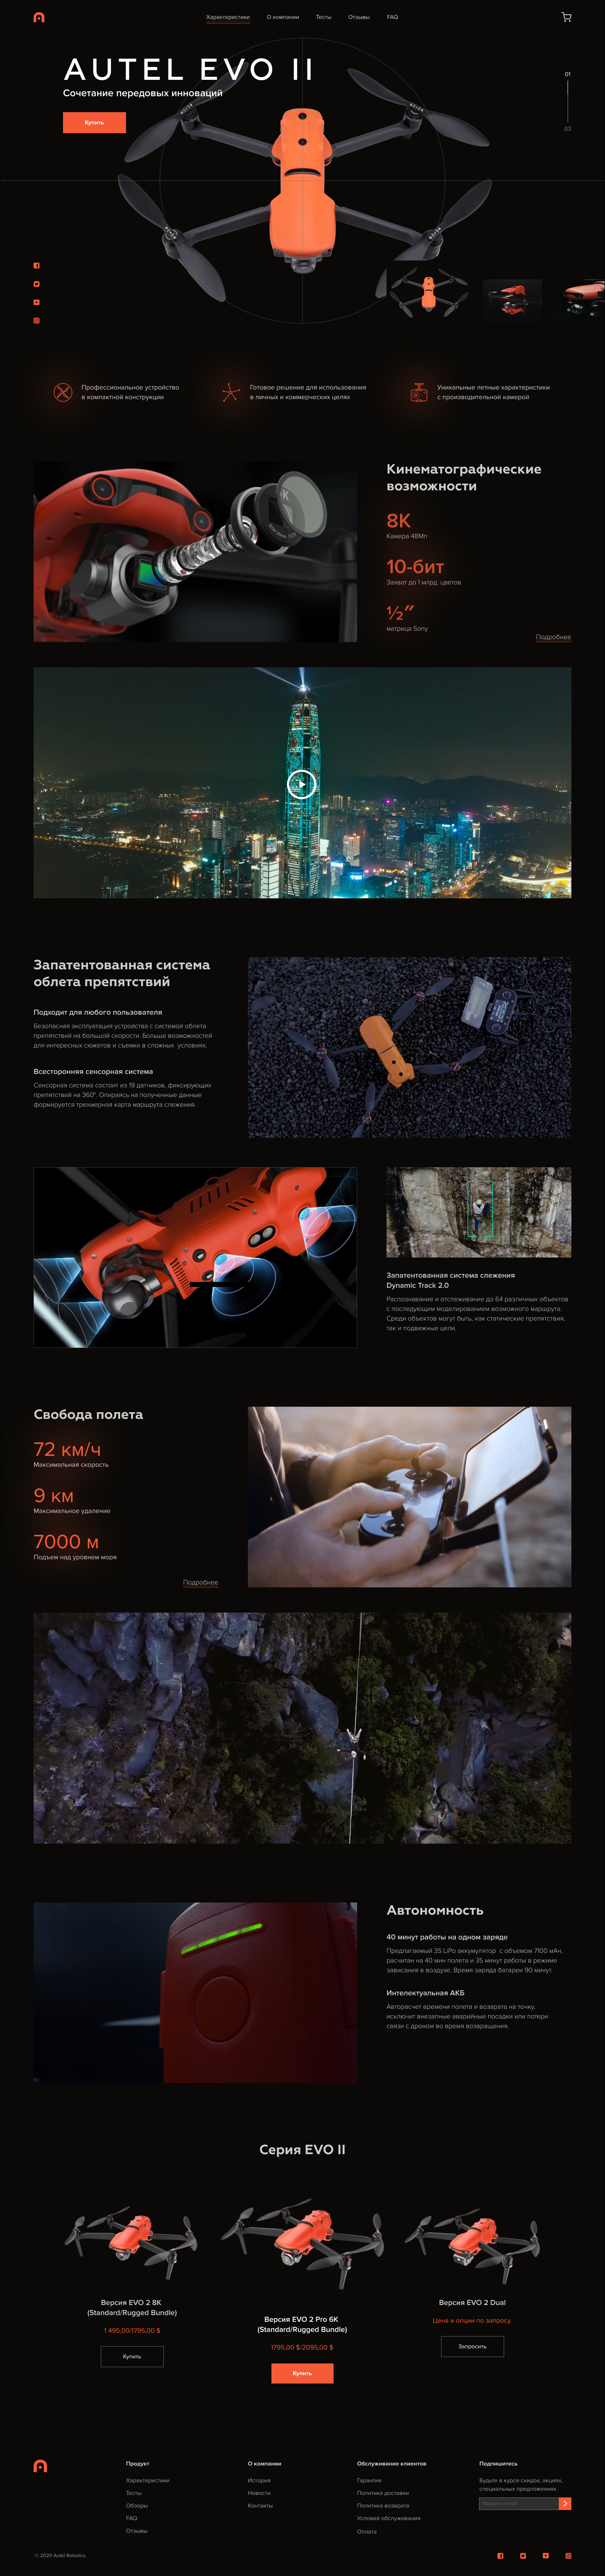 Характеристики
О компании
Тесты
Отзывы
FAQ
AUTEL EVO II
Сочетание передовых инноваций
Купить
01
03
Профессиональное устройство
в компактной конструкции
Готовое решение для использования
в личных и коммерческих целях
Уникальные летные характеристики
с производительной камерой
Кинематографические
возможности
8К
Камера 48Мп
10-бит
Захват до 1 млрд. цветов
½″
матрица Sony
Подробнее
Запатентованная система
облета препятствий
Подходит для любого пользователя
Безопасная эксплуатация устройства с системой облета
препятствий на большой скорости. Больше возможностей
для интересных сюжетов и съемки в сложных условиях.
Всесторонняя сенсорная система
Сенсорная система состоит из 19 датчиков, фиксирующих
препятствий на 360°. Опираясь на полученные данные
формируется трехмерная карта маршрута слежения.
Запатентованная система слежения
Dynamic Track 2.0
Распознавание и отслеживание до 64 различных объектов
с последующим моделированием возможного маршрута.
Среди объектов могут быть, как статические препятствия,
так и подвижные цели.
Свобода полета
72 км/ч
Максимальная скорость
9 км
Максимальное удаление
7000 м
Подъем над уровнем моря
Подробнее
Автономность
40 минут работы на одном заряде
Предлагаемый 3S LiPo аккумулятор с объемом 7100 мАч,
расчитан на 40 мин полета и 35 минут работы в режиме
зависания в воздухе. Время заряда батареи 90 минут.
Интелектуальная АКБ
Авторасчет времени полета и возврата на точку,
исключит внезапные аварийные посадки или потери
связи с дроном во время возвращения.
Серия EVO II
Версия EVO 2 8K
(Standard/Rugged Bundle)
1 495,00/1795,00 $
Купить
Версия EVO 2 Pro 6K
(Standard/Rugged Bundle)
1795,00 $/2095,00 $
Купить
Версия EVO 2 Dual
Цена и опции по запросу.
Запросить
Продукт
Характеристики
Тесты
Обзоры
FAQ
Отзывы
О компании
История
Новости
Контакты
Обслуживание клиентов
Гарантия
Политика доставки
Политика возврата
Условия обслуживания
Оплата
Подпишитесь
Будьте в курсе скидок, акциях,
специальных предложениях.
© 2020 Autel Robotics